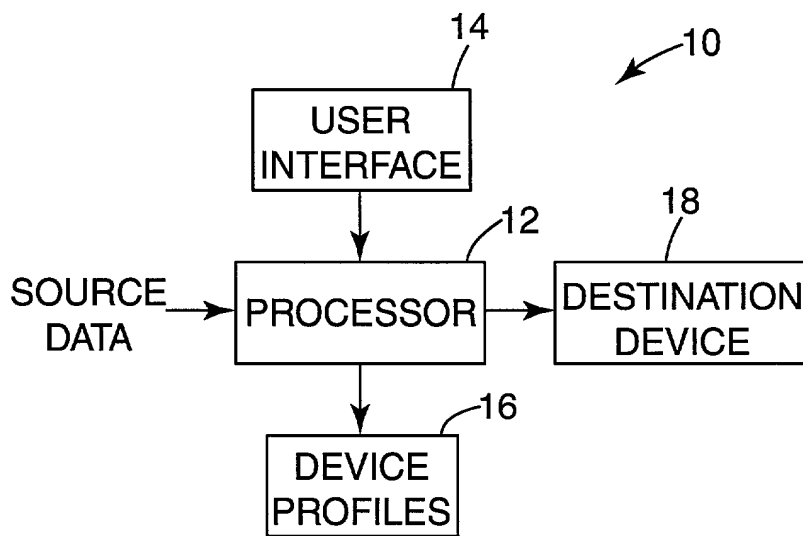 14
10
USER
INTERFACE
12
18
SOURCE
DATA
PROCESSOR
DESTINATION
DEVICE
16
DEVICE
PROFILES